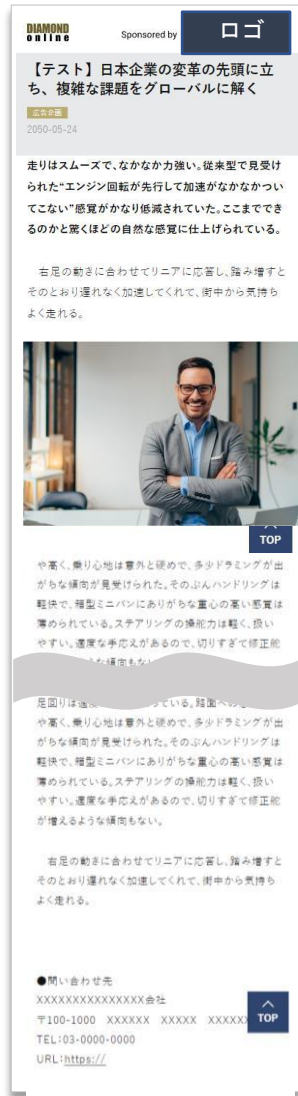 DIAMOND
online
Sponsored by
ロゴ
【テスト】日本企業の変革の先頭に立
ち、複雑な課題をグローバルに解く
広告企画
2050-05-24
走りはスムーズで、なかなか力強い。従来型で見受け
られた“エンジン回転が先行して加速がなかなかつい
てこない”感覚がかなり低減されていた。ここまででき
るのかと驚くほどの自然な感覚に仕上げられている。
右足の動きに合わせてリニアに応答し、踏み増すと
そのとおり遅れなく加速してくれて、街中から気持ち
よく走れる。
TOP
や高く、乗り心地は意外と硬めで、多少ドラミングが出
がちな傾向が見受けられた。そのぶんハンドリングは
軽快で、箱型ミニバンにありがちな重心の高い感覚は
薄められている。ステアリングの操舵力は軽く、扱い
やすい。適度な手応えがあるので、切りすぎて修正舵
うな傾向もない
足回りは適度
っている。路面への
や高く、乗り心地は意外と硬めで、多少ドラミングが出
がちな傾向が見受けられた。そのぶんハンドリングは
軽快で、箱型ミニバンにありがちな重心の高い感覚は
薄められている。ステアリングの操舵力は軽く、扱い
やすい。適度な手応えがあるので、切りすぎて修正舵
が増えるような傾向もない。
右足の動きに合わせてリニアに応答し、踏み増すと
そのとおり遅れなく加速してくれて、街中から気持ち
よく走れる。
●問い合わせ先
XXXXXXXXXXXXXXX会社
〒100-1000 XXXXXX XXXXX XXXXXX
TOP
TEL:03-0000-0000
URL:https://